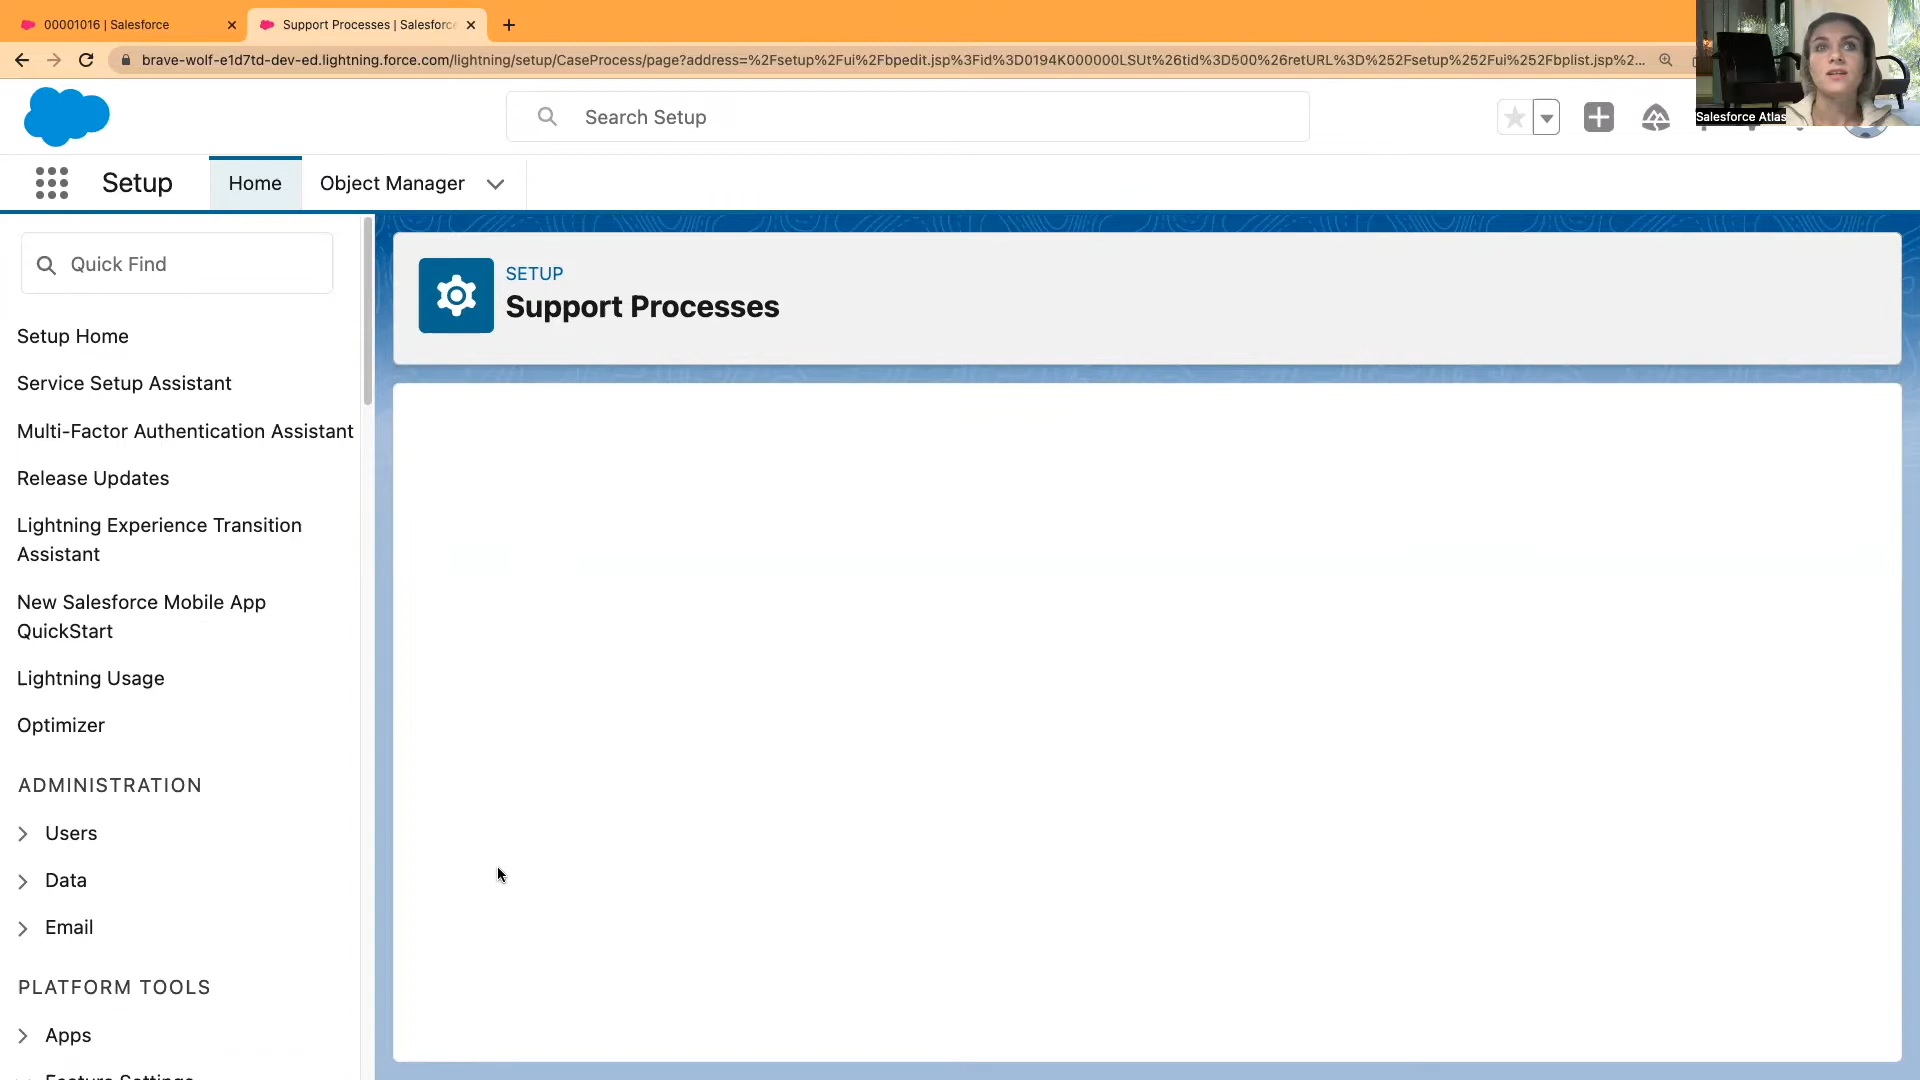 00001016 | Salesforce
Support Processes | Salesforce
brave-wolf-e1d7td-dev-ed.lightning.force.com/lightning/setup/CaseProcess/page?address=%2Fsetup%2Fui%2Fbpedit.jsp%3Fid%3D0194K000000LSUt%26tid%3D500%26retURL%3D%252Fsetup%252Fui%252Fbplist.jsp%2...
Salesforce Atlas
Search Setup
Setup
Home
Object Manager
Quick Find
SETUP
Support Processes
Setup Home
Service Setup Assistant
Multi-Factor Authentication Assistant
Release Updates
Lightning Experience Transition
Assistant
New Salesforce Mobile App
QuickStart
Lightning Usage
Optimizer
ADMINISTRATION
Users
Data
Email
PLATFORM TOOLS
Apps
Feature Settings